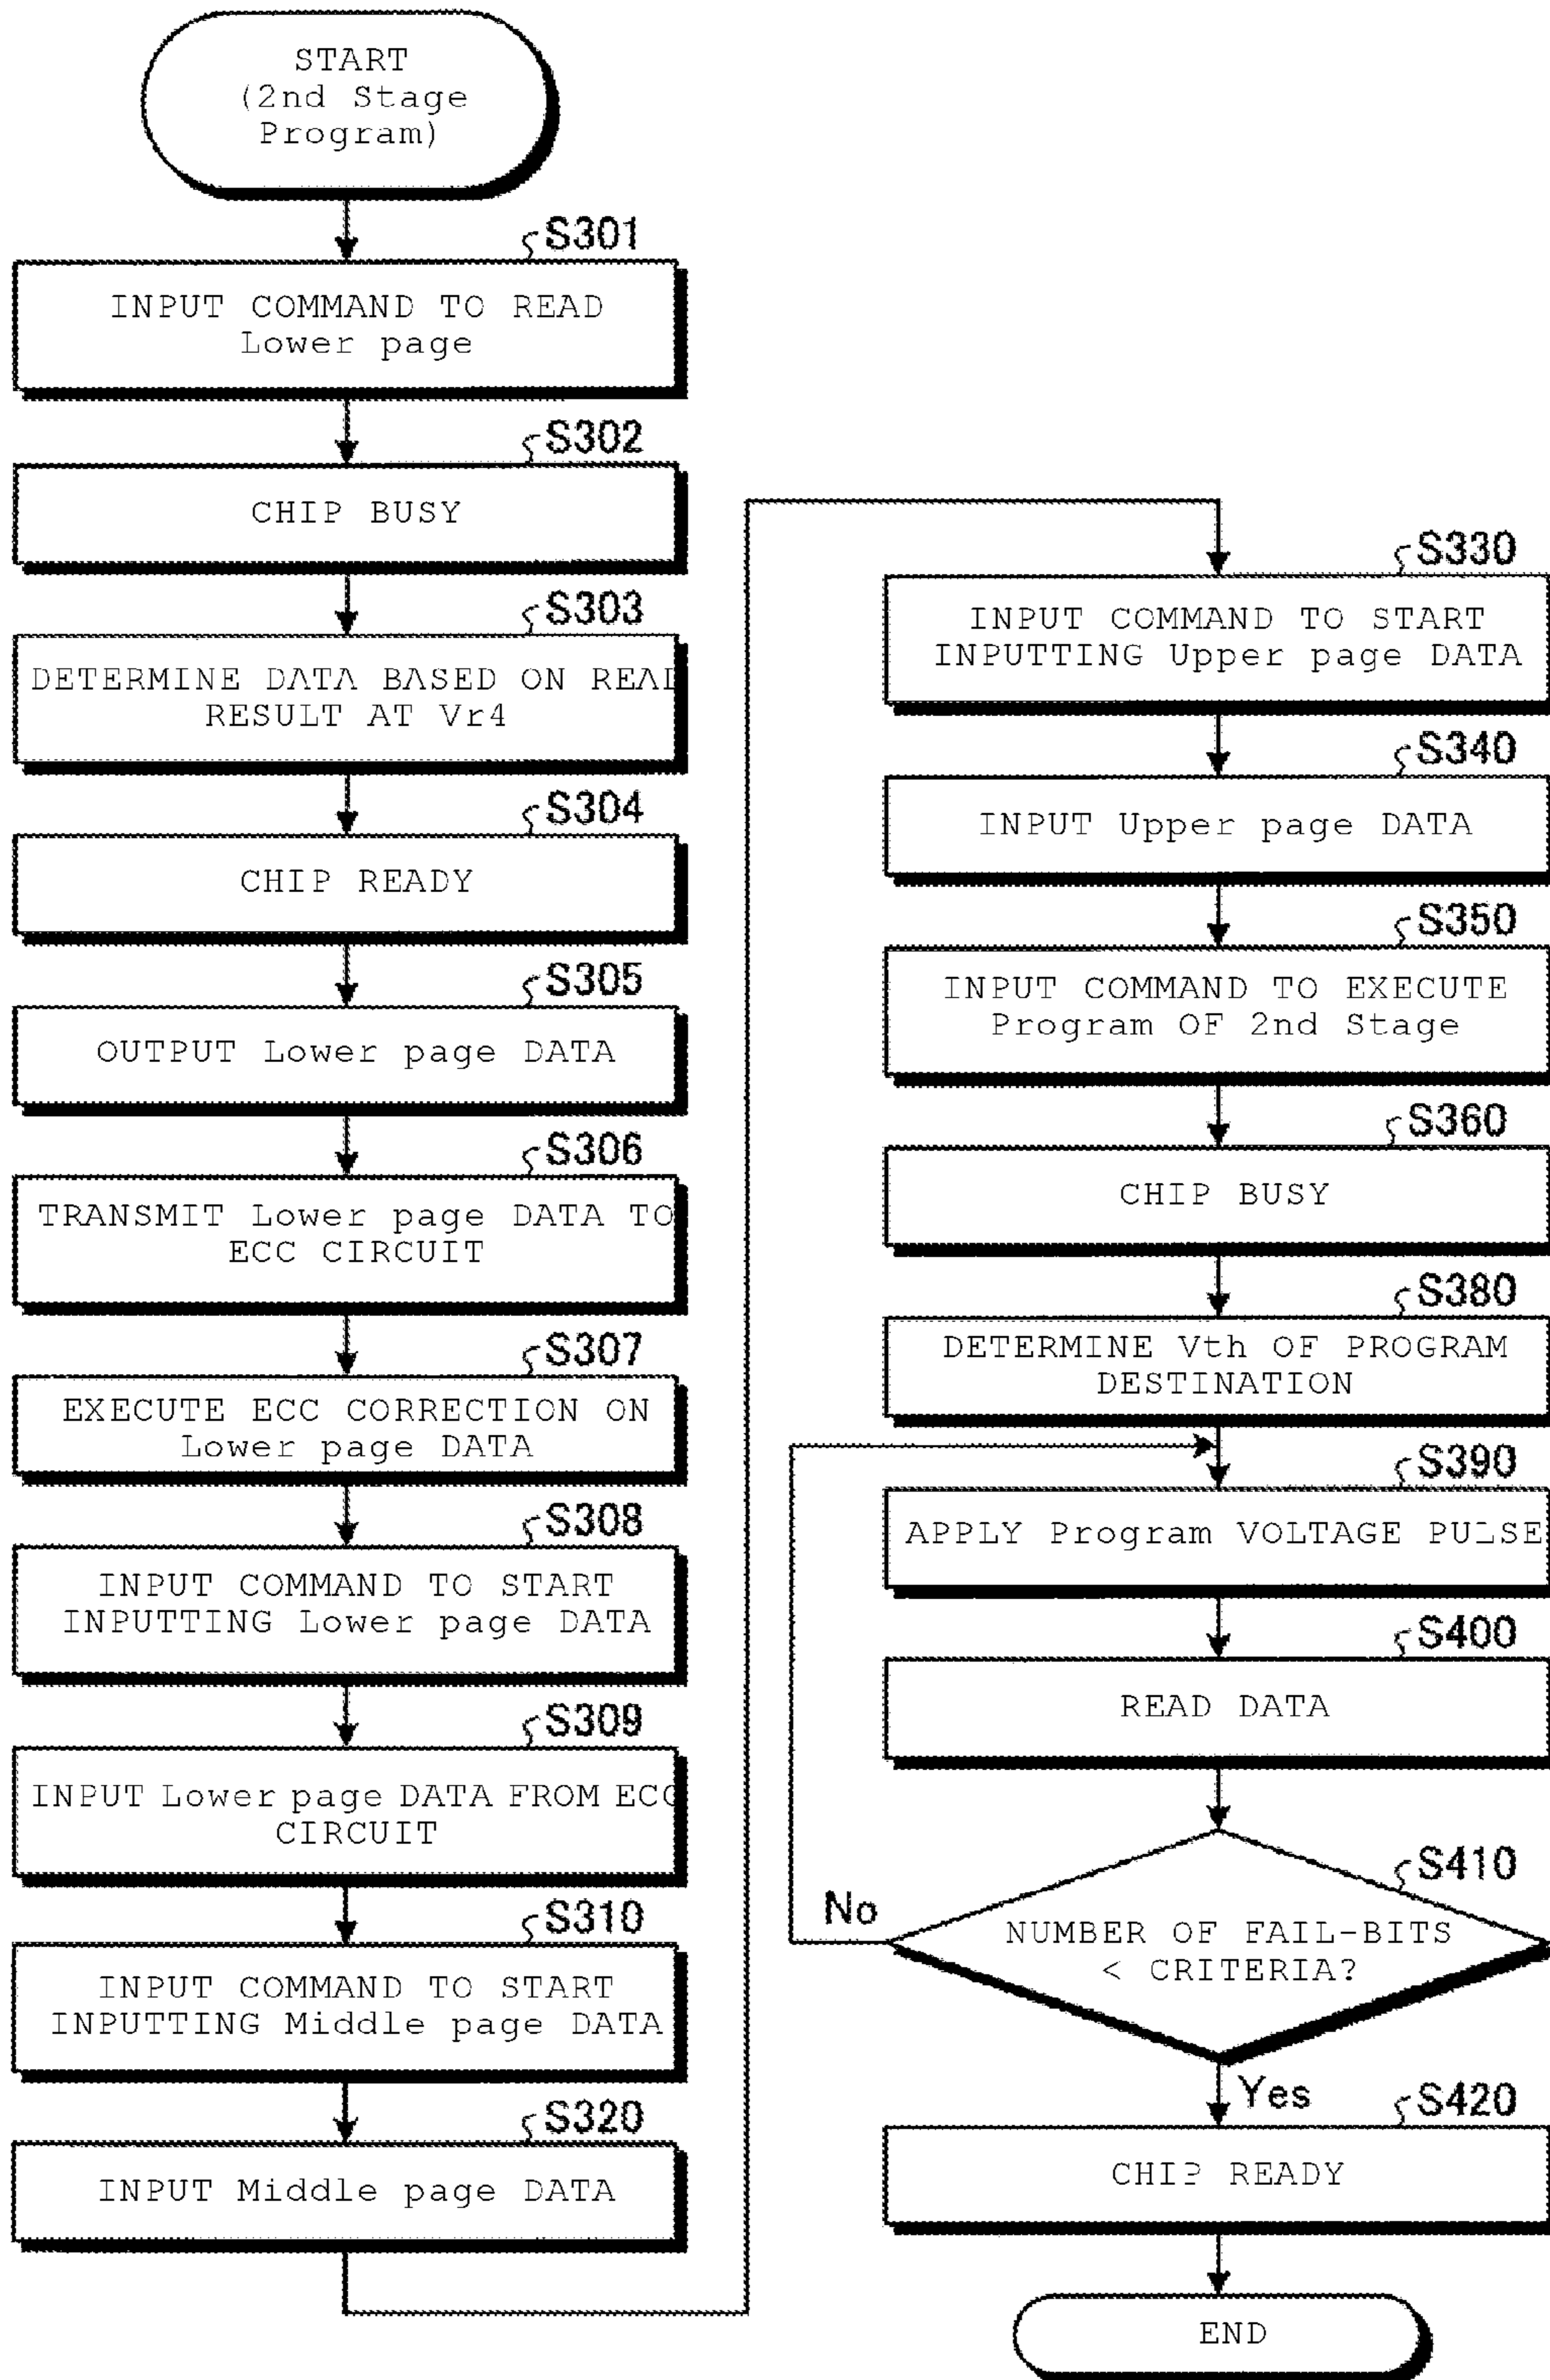 START
(2nd Stage
Program)
S301
INPUT COMMAND TO READ
Lower page
S302
CHIP BUSY
S303
DETERMINE DATA BASED ON READ
RESULT AT Vr4
S304
CHIP READY
S305
OUTPUT Lower page DATA
S306
TRANSMIT Lower page DATA TO
ECC CIRCUIT
S307
EXECUTE ECC CORRECTION ON
Lower page DATA
S308
INPUT COMMAND TO START
INPUTTING Lower page DATA
S309
INPUT Lower page DATA FROM ECC
CIRCUIT
S310
INPUT COMMAND TO START
INPUTTING Middle page DATA
S320
INPUT Middle page DATA
S330
INPUT COMMAND TO START
INPUTTING Upper page DATA
S340
INPUT Upper page DATA
S350
INPUT COMMAND TO EXECUTE
Program OF 2nd Stage
S360
CHIP BUSY
S380
DETERMINE Vth OF PROGRAM
DESTINATION
S390
APPLY Program VOLTAGE PULSE
S400
READ DATA
S410
No
NUMBER OF FAIL-BITS
< CRITERIA?
Yes
S420
CHIP READY
END